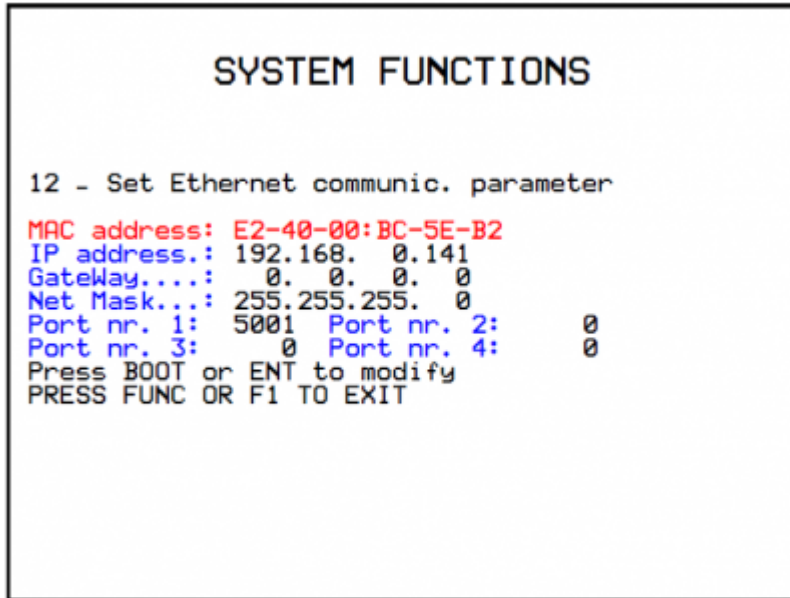 SYSTEM FUNCTIONS
12 - Set Ethernet communic. parameter
MAC address: E2-40-00:BC-5E-B2
IP address.: 192.168.  0.141
GateWay....:   0.  0.  0.  0
Net Mask...: 255.255.255.  0
Port nr. 1:  5001  Port nr. 2:     0
Port nr. 3:     0  Port nr. 4:     0
Press BOOT or ENT to modify
PRESS FUNC OR F1 TO EXIT